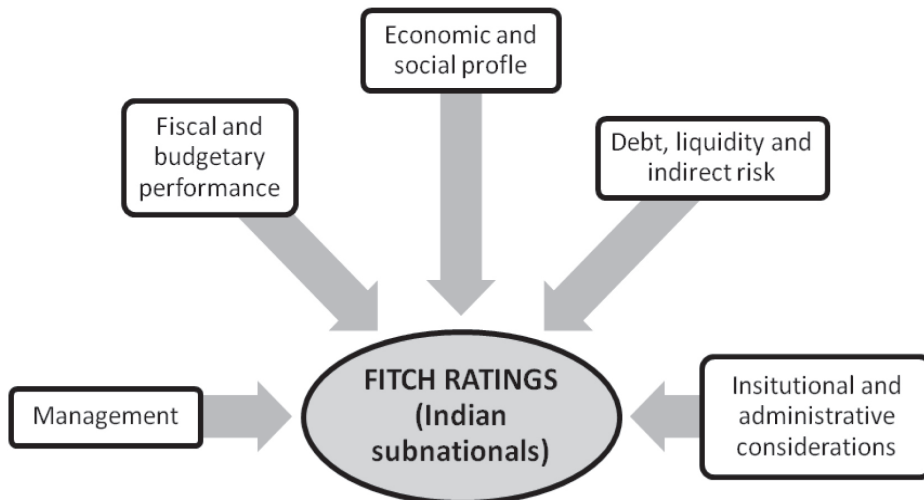 Economic and
social profle
Fiscal and
budgetary
performance
Debt, liquidity and
indirect risk
Management
FITCH RATINGS
(Indian
subnationals)
Insitutional and
administrative
considerations